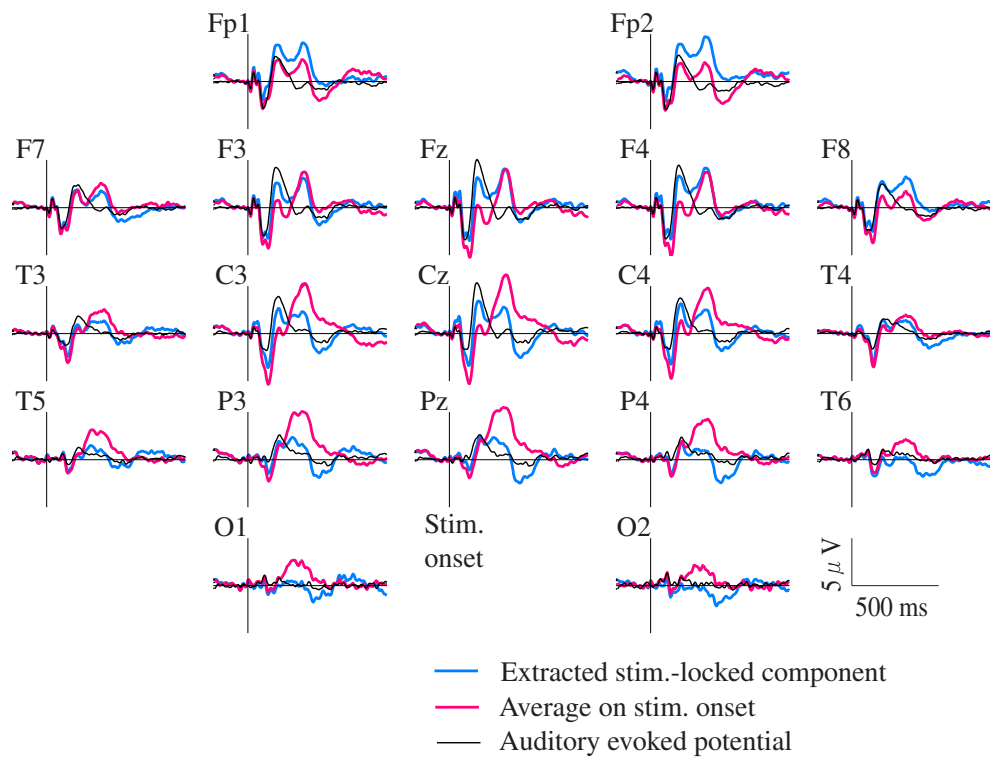 Fp1 Fp2
F7 F3 Fz F4 F8
T3 C3 Cz C4 T4
T5 P3 Pz P4 T6
O1 Stim. O2
onset
5 μ V
500 ms
Extracted stim.-locked component
Average on stim. onset
Auditory evoked potential